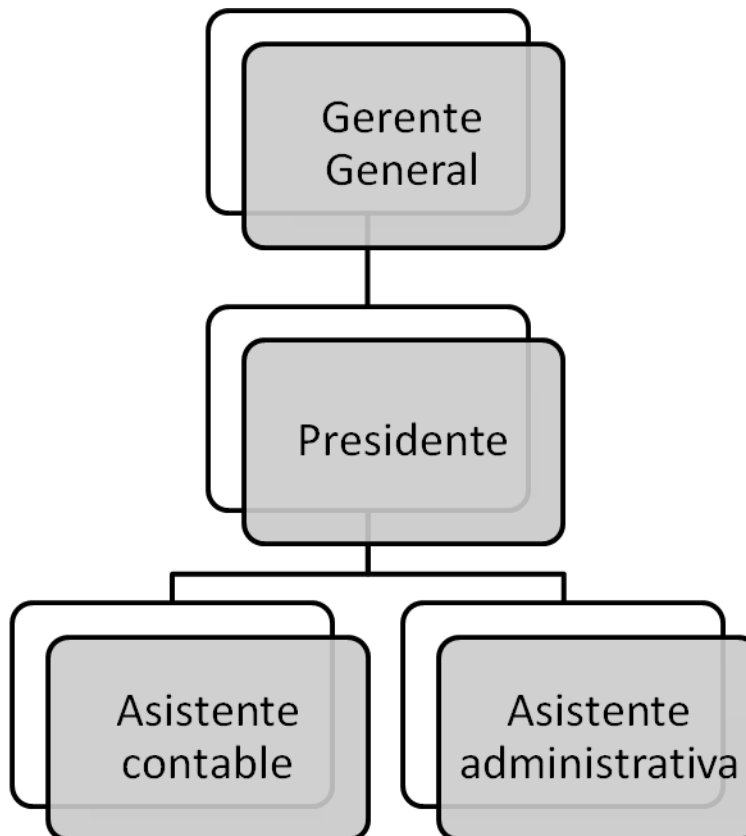 Gerente
General
Presidente
Asistente
contable
Asistente
administrativa